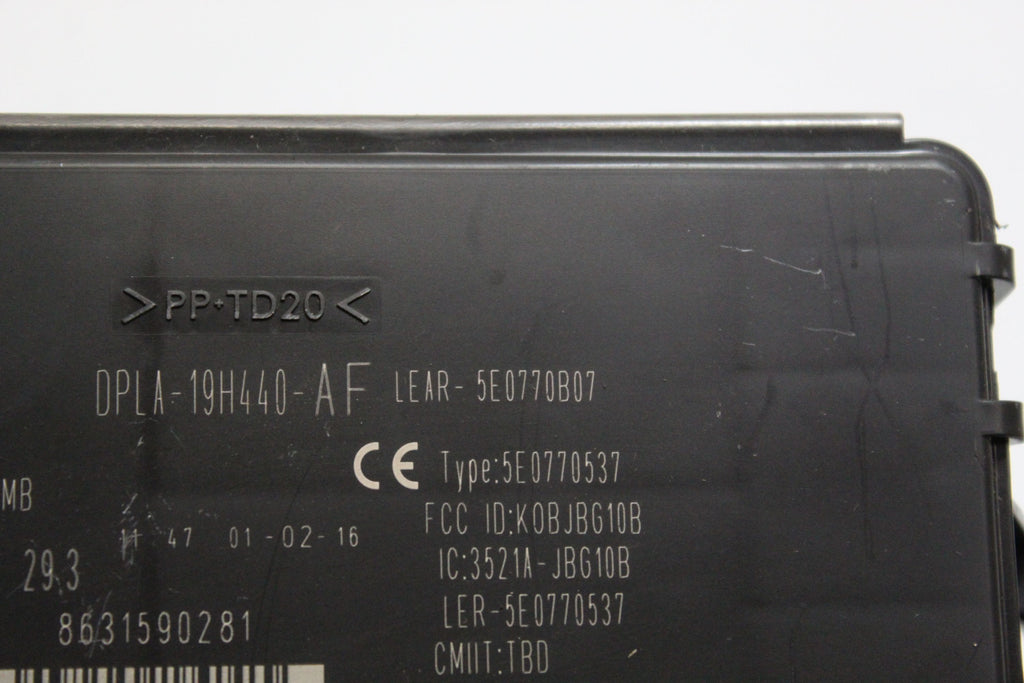 >PP+TD20<
DPLA-19H440-AF LEAR-5E0770B07
CE Type:5E0770537
MB
FCC ID:KOBJBG10B
47 01-02-16
IC:3521A-JBG10B
29.3
LER-5E0770537
8631590281
CMIIT:TBD